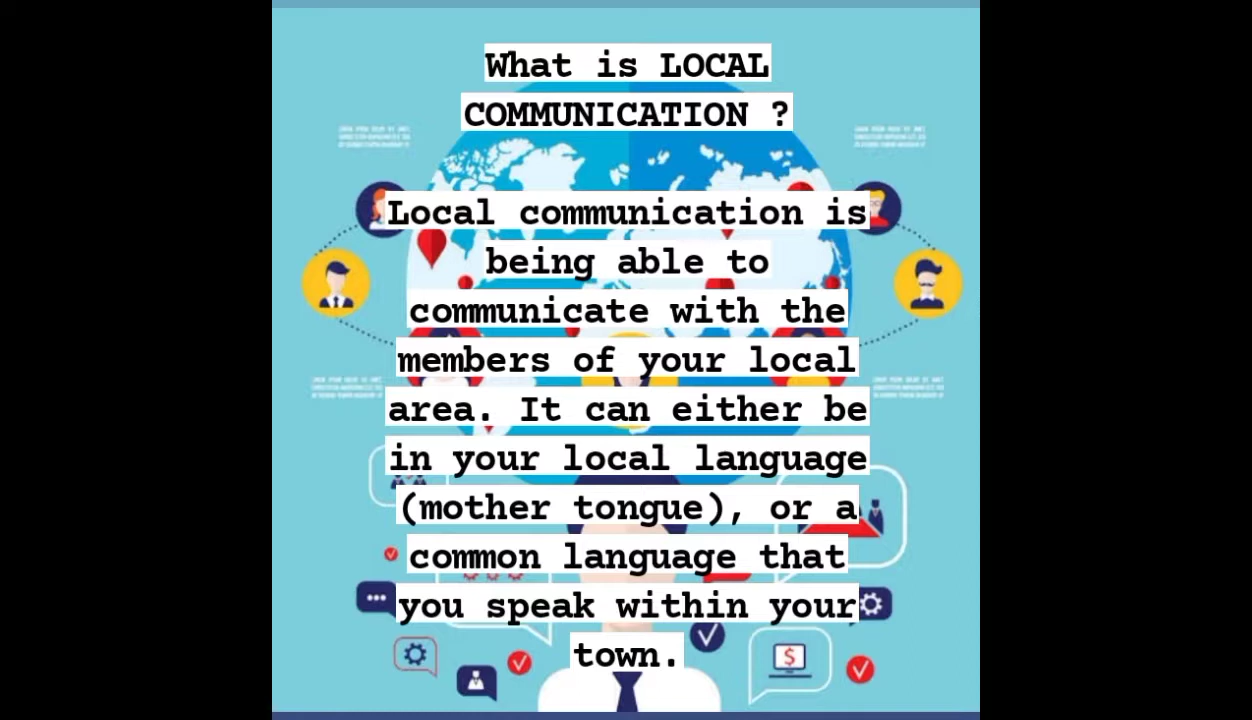 What is LOCAL
COMMUNICATION ?
Local communication is
being able to
communicate with the
members of your local
area. It can either be
in your local language
(mother tongue), or a
common language that
you speak within your
town.
$